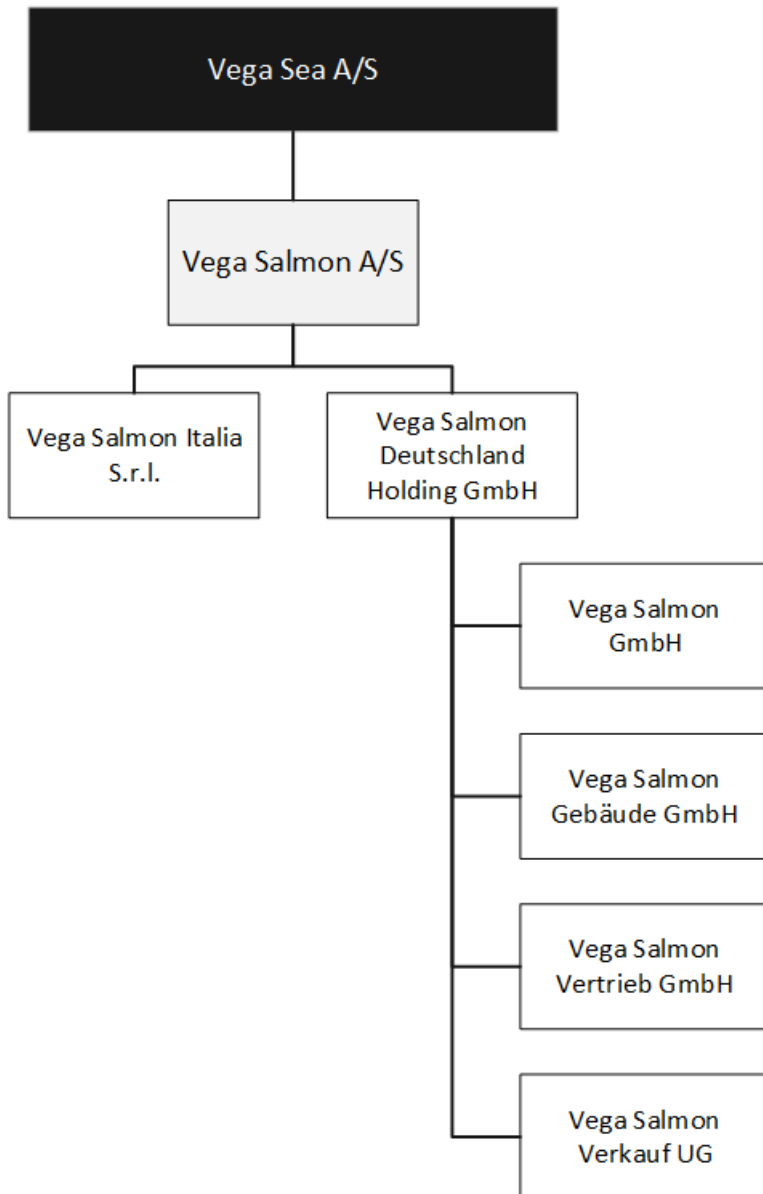 Vega Sea A/S
Vega Salmon A/S
Vega Salmon Italia
S.r.l.
Vega Salmon
Deutschland
Holding GmbH
Vega Salmon
GmbH
Vega Salmon
Gebäude GmbH
Vega Salmon
Vertrieb GmbH
Vega Salmon
Verkauf UG